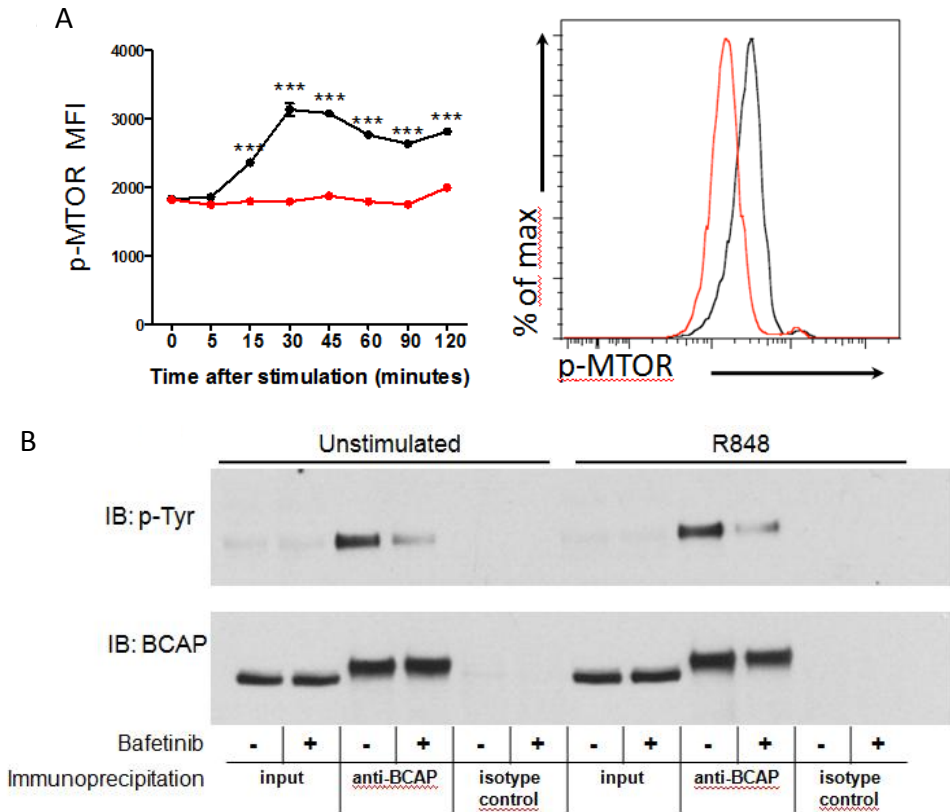 A
4000
3000
2000
1000
0
p-MTOR MFI
*** *** *** *** *** *** ***
0 5 15 30 45 60 90 120
Time after stimulation (minutes)
% of max
p-MTOR
B
Unstimulated R848
IB: p-Tyr
IB: BCAP
Bafetinib - + - + - + - + - + - +
Immunoprecipitation input anti-BCAP isotype control input anti-BCAP isotype control